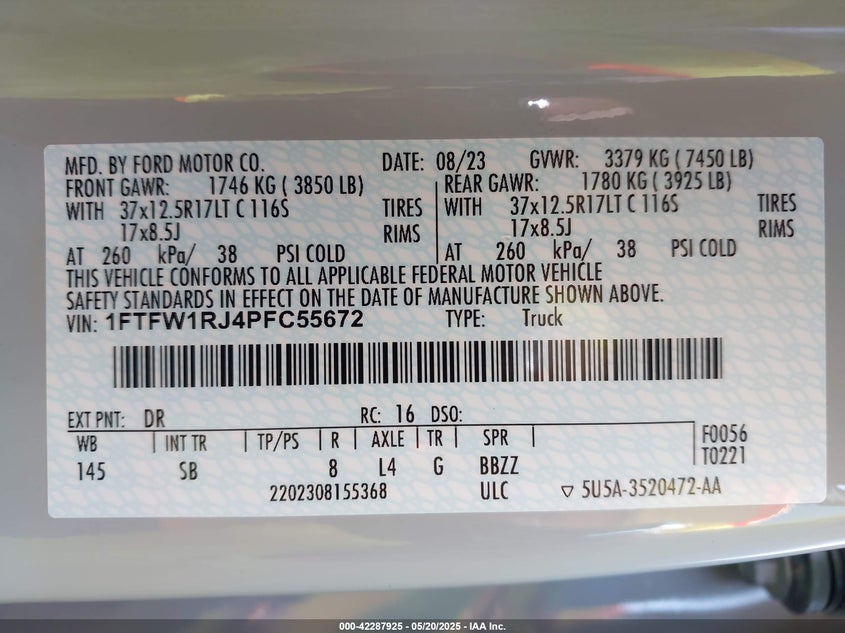 MFD. BY FORD MOTOR CO. DATE: 08/23 GVWR: 3379 KG ( 7450 LB)
FRONT GAWR: 1746 KG ( 3850 LB) REAR GAWR: 1780 KG ( 3925 LB)
WITH 37x12.5R17LT C 116S TIRES WITH 37x12.5R17LT C 116S TIRES
17x8.5J RIMS 17x8.5J RIMS
AT 260 kPa/ 38 PSI COLD AT 260 kPa/ 38 PSI COLD
THIS VEHICLE CONFORMS TO ALL APPLICABLE FEDERAL MOTOR VEHICLE
SAFETY STANDARDS IN EFFECT ON THE DATE OF MANUFACTURE SHOWN ABOVE.
VIN: 1FTFW1RJ4PFC55672 TYPE: Truck
EXT PNT: DR RC: 16 DSO:
WB INT TR TP/PS R AXLE TR SPR F0056
145 SB 8 L4 G BBZZ T0221
2202308155368 ULC ▽ 5U5A-3520472-AA
000-42287925 - 05/20/2025 - IAA Inc.